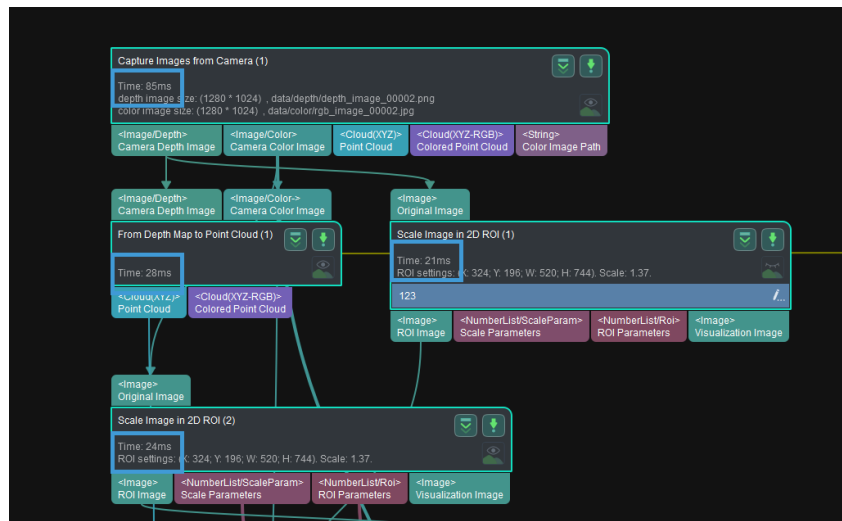 Capture Images from Camera (1)
Time: 85ms
depth image size: (1280 * 1024) , data/depth/depth_image_00002.png
color image size: (1280 * 1024) , data/color/rgb_image_00002.jpg
<Image/Depth> <Image/Color> <Cloud(XYZ)> <Cloud(XYZ-RGB)> <String>
Camera Depth Image Camera Color Image Point Cloud Colored Point Cloud Color Image Path
<Image/Depth> <Image/Color-> <Image>
Camera Depth Image Camera Color Image Original Image
From Depth Map to Point Cloud (1)
Time: 28ms
<Cloud(XYZ)> <Cloud(XYZ-RGB)>
Point Cloud Colored Point Cloud
Scale Image in 2D ROI (1)
Time: 21ms
ROI settings: (X: 324; Y: 196; W: 520; H: 744). Scale: 1.37.
123
<Image> <NumberList/ScaleParam> <NumberList/Roi> <Image>
ROI Image Scale Parameters ROI Parameters Visualization Image
<Image>
Original Image
Scale Image in 2D ROI (2)
Time: 24ms
ROI settings: (X: 324; Y: 196; W: 520; H: 744). Scale: 1.37.
<Image> <NumberList/ScaleParam> <NumberList/Roi> <Image>
ROI Image Scale Parameters ROI Parameters Visualization Image